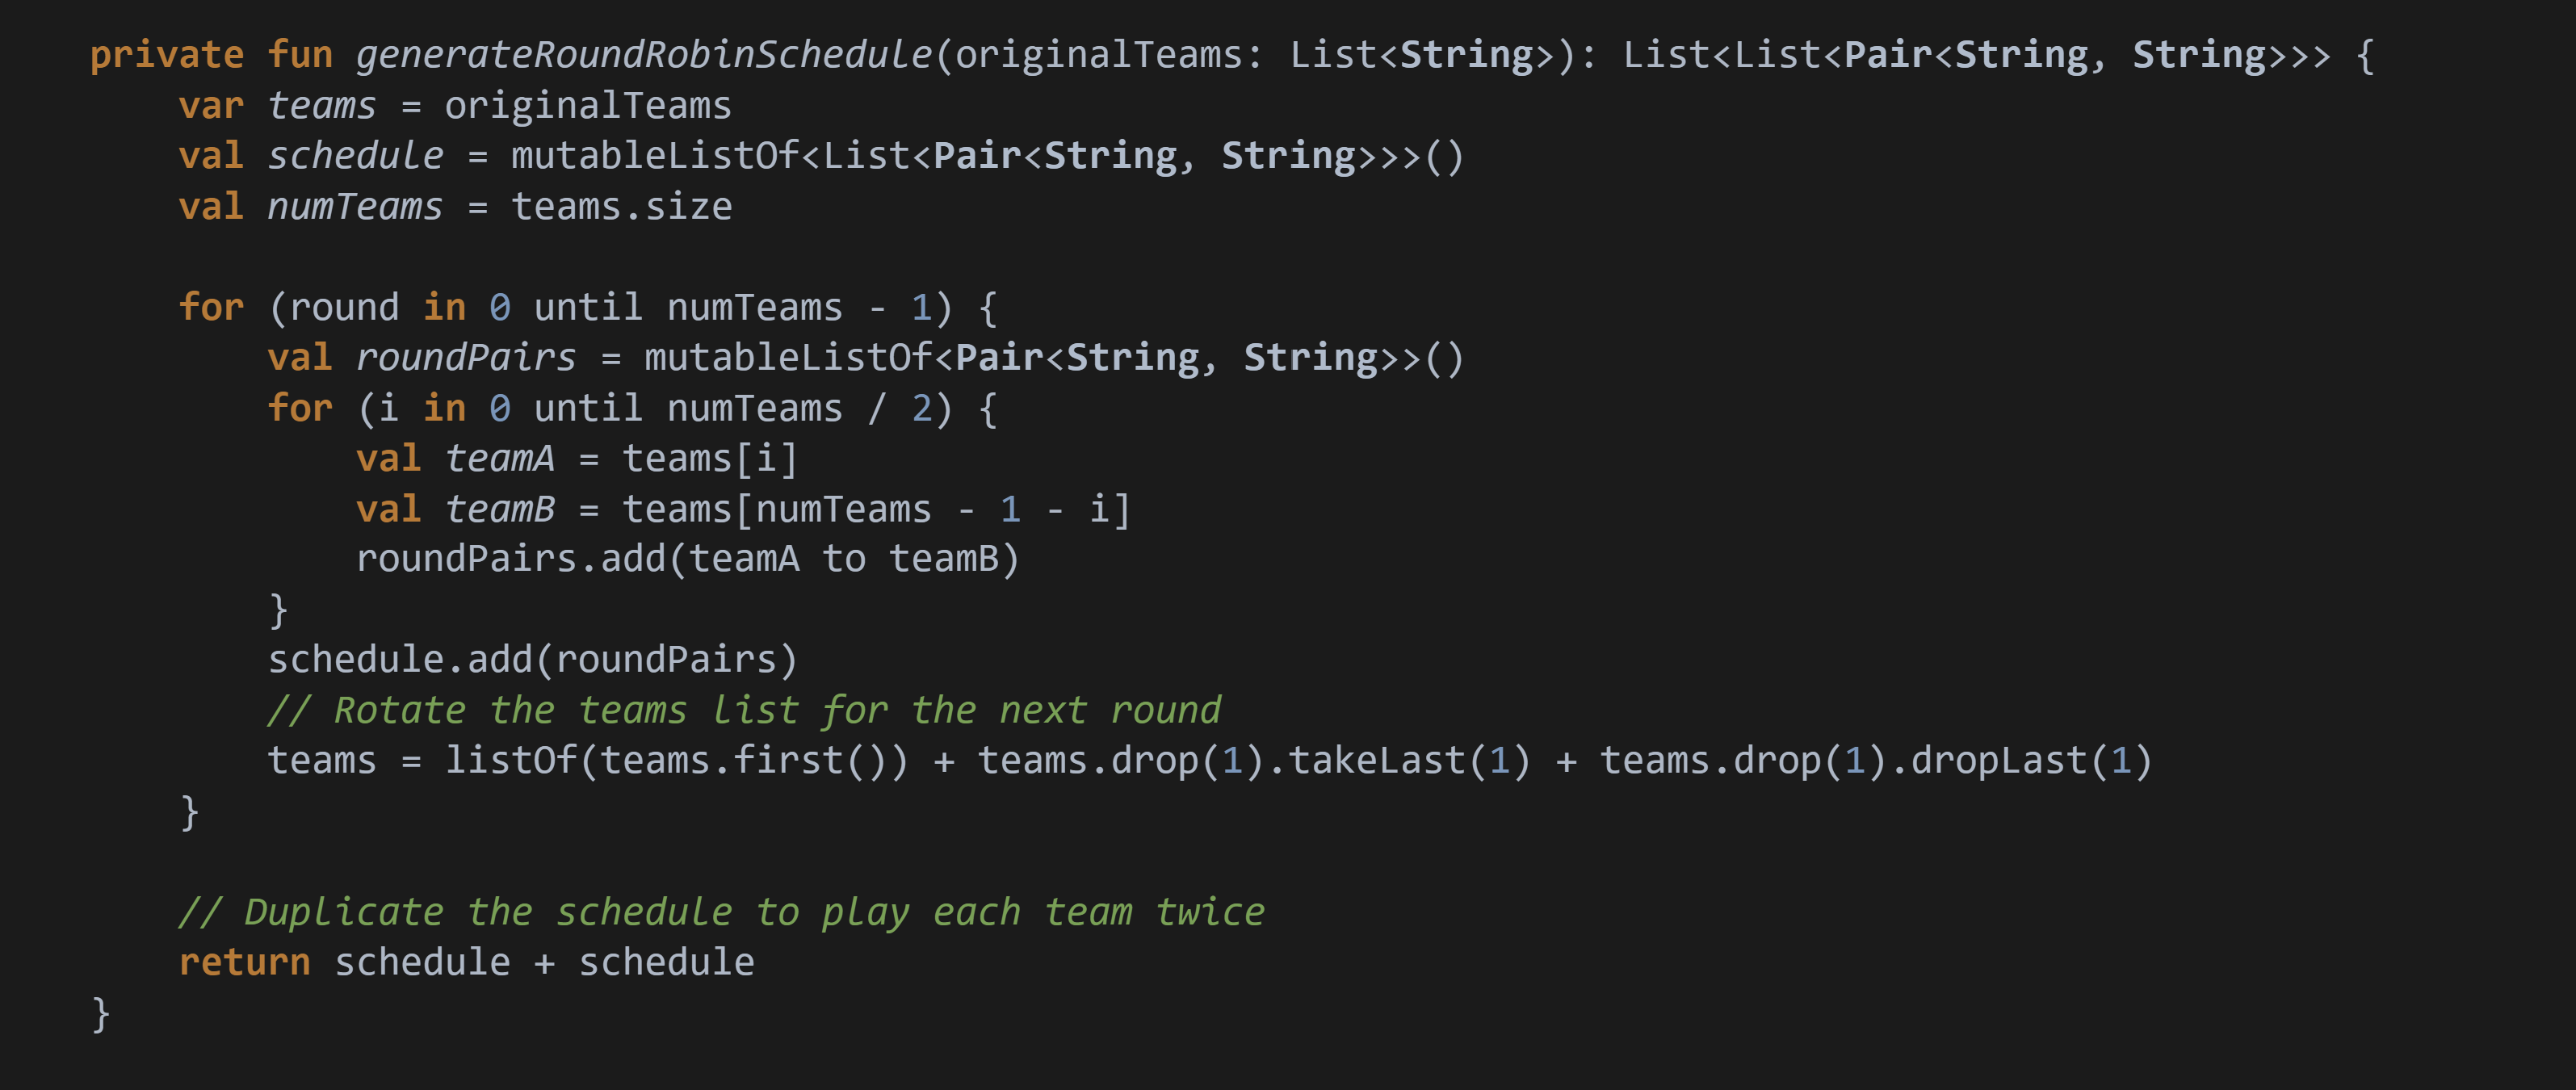 private fun generateRoundRobinSchedule(originalTeams: List<String>): List<List<Pair<String, String>>> {
    var teams = originalTeams
    val schedule = mutableListOf<List<Pair<String, String>>>()
    val numTeams = teams.size

    for (round in 0 until numTeams - 1) {
        val roundPairs = mutableListOf<Pair<String, String>>()
        for (i in 0 until numTeams / 2) {
            val teamA = teams[i]
            val teamB = teams[numTeams - 1 - i]
            roundPairs.add(teamA to teamB)
        }
        schedule.add(roundPairs)
        // Rotate the teams list for the next round
        teams = listOf(teams.first()) + teams.drop(1).takeLast(1) + teams.drop(1).dropLast(1)
    }

    // Duplicate the schedule to play each team twice
    return schedule + schedule
}